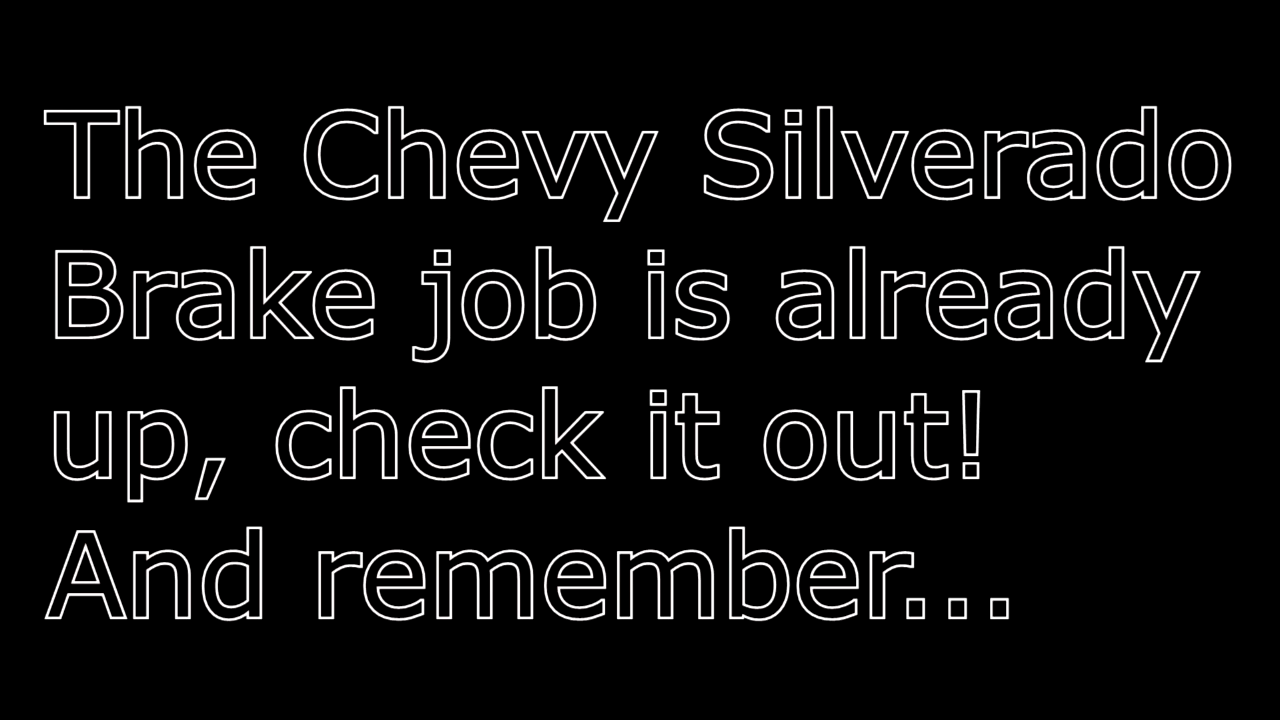 The Chevy Silverado
Brake job is already
up, check it out!
And remember...